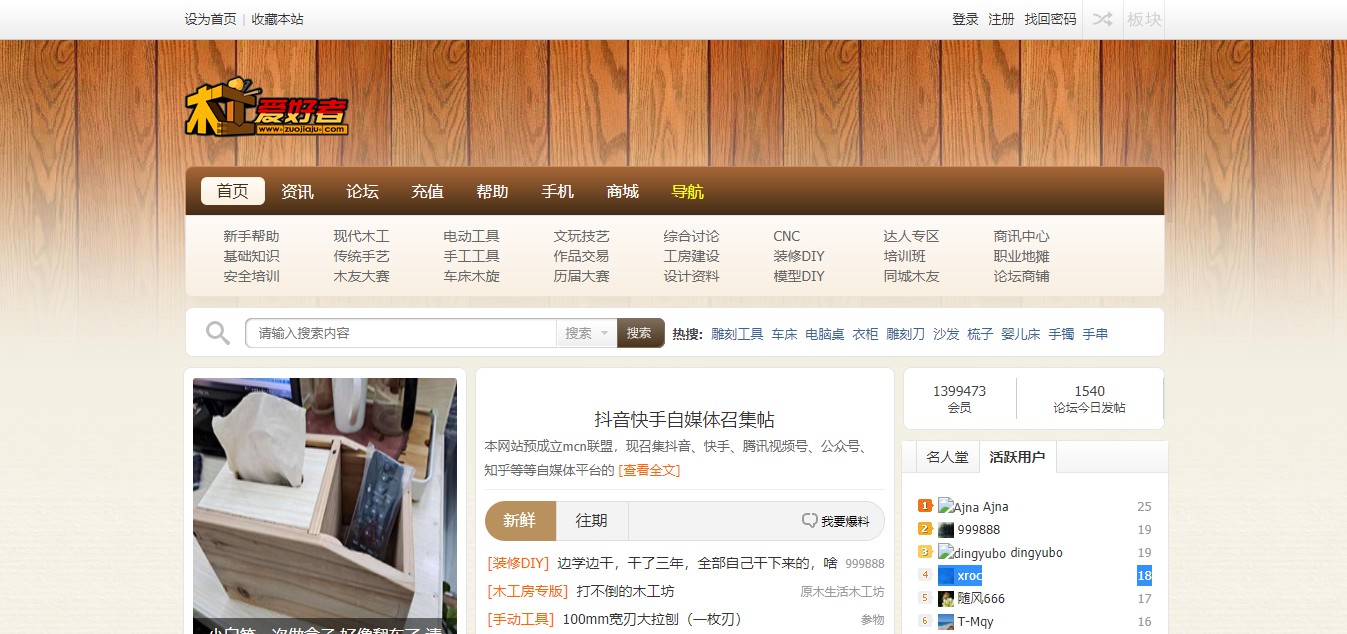 设为首页 | 收藏本站 登录 注册 找回密码 板块
木工爱好者
www.zuojiaju.com
首页 资讯 论坛 充值 帮助 手机 商城 导航
新手帮助 现代木工 电动工具 文玩技艺 综合讨论 CNC 达人专区 商讯中心
基础知识 传统手艺 手工工具 作品交易 工房建设 装修DIY 培训班 职业地摊
安全培训 木友大赛 车床木旋 历届大赛 设计资料 模型DIY 同城木友 论坛商铺
请输入搜索内容 搜索 搜索 热搜: 雕刻工具 车床 电脑桌 衣柜 雕刻刀 沙发 梳子 婴儿床 手镯 手串
抖音快手自媒体召集帖
本网站预成立mcn联盟，现召集抖音、快手、腾讯视频号、公众号、
知乎等等自媒体平台的 [查看全文]
新鲜 往期 我要爆料
[装修DIY] 边学边干，干了三年，全部自己干下来的，啥 999888
[木工房专版] 打不倒的木工坊 原木生活木工坊
[手动工具] 100mm宽刃大拉刨（一枚刃） 参物
1399473 1540
会员 论坛今日发帖
名人堂 活跃用户
1 Ajna Ajna 25
2 999888 19
3 dingyubo dingyubo 19
4 xroc 18
5 随风666 17
6 T-Mqy 16